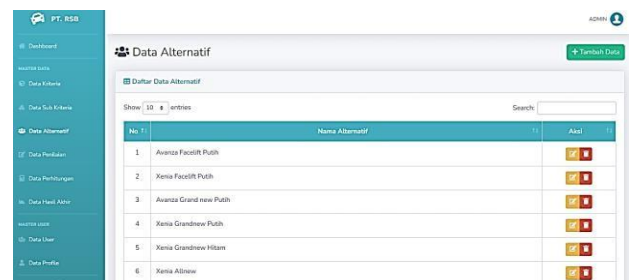 PT. RSB
ADMIN
Dashboard
Data Alternatif
+ Tambah Data
MASTER DATA
Data Kriteria
Daftar Data Alternatif
Data Sub Kriteria
Show 10 entries
Search:
Data Alternatif
No
Nama Alternatif
Aksi
Data Penilaian
1 Avanza Facelift Putih
Data Perhitungan
2 Xenia Facelift Putih
Data Hasil Akhir
3 Avanza Grand new Putih
MASTER USER
4 Xenia Grandnew Putih
Data User
5 Xenia Grandnew Hitam
Data Profile
6 Xenia Allnew